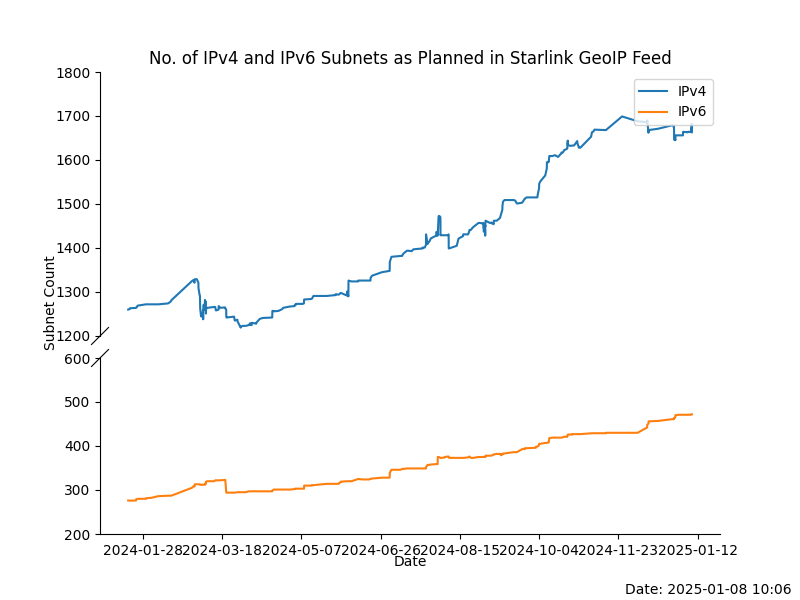 No. of IPv4 and IPv6 Subnets as Planned in Starlink GeoIP Feed
IPv4
IPv6
1800
1700
1600
1500
1400
1300
1200
600
500
400
300
200
Subnet Count
2024-01-28 2024-03-18 2024-05-07 2024-06-26 2024-08-15 2024-10-04 2024-11-23 2025-01-12
Date
Date: 2025-01-08 10:06